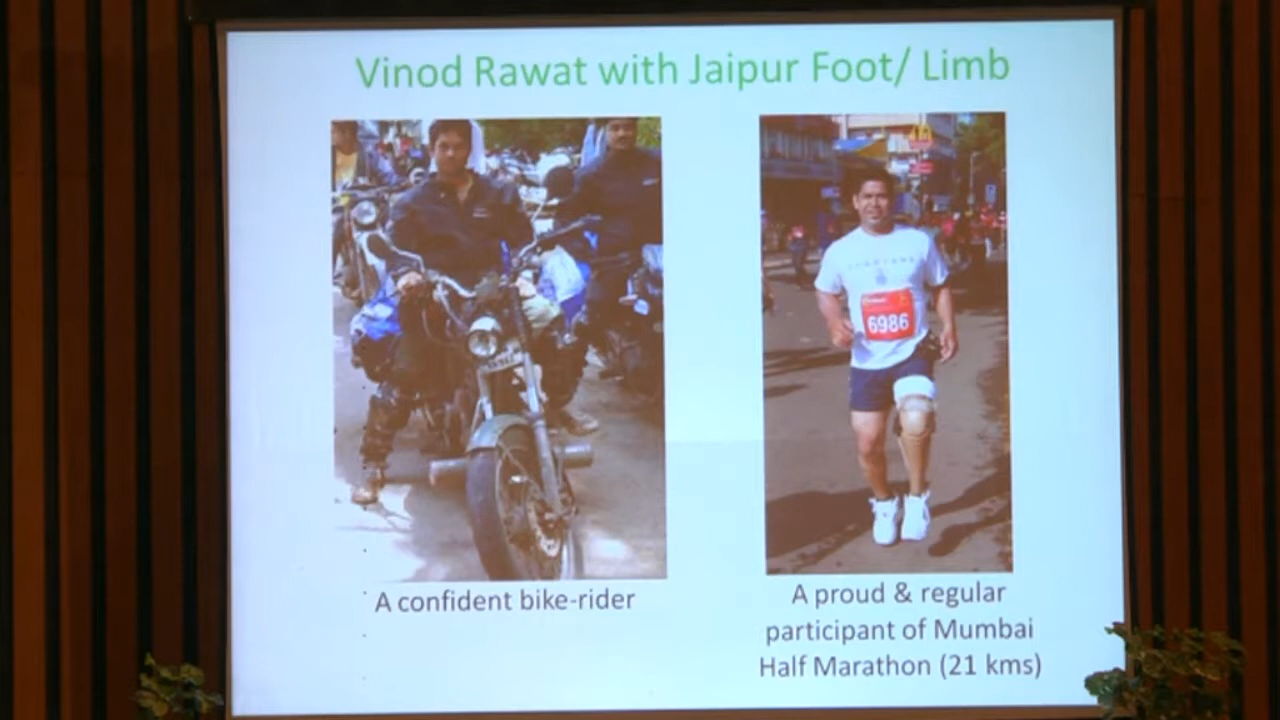 Vinod Rawat with Jaipur Foot/ Limb
6986
A confident bike-rider
A proud & regular
participant of Mumbai
Half Marathon (21 kms)